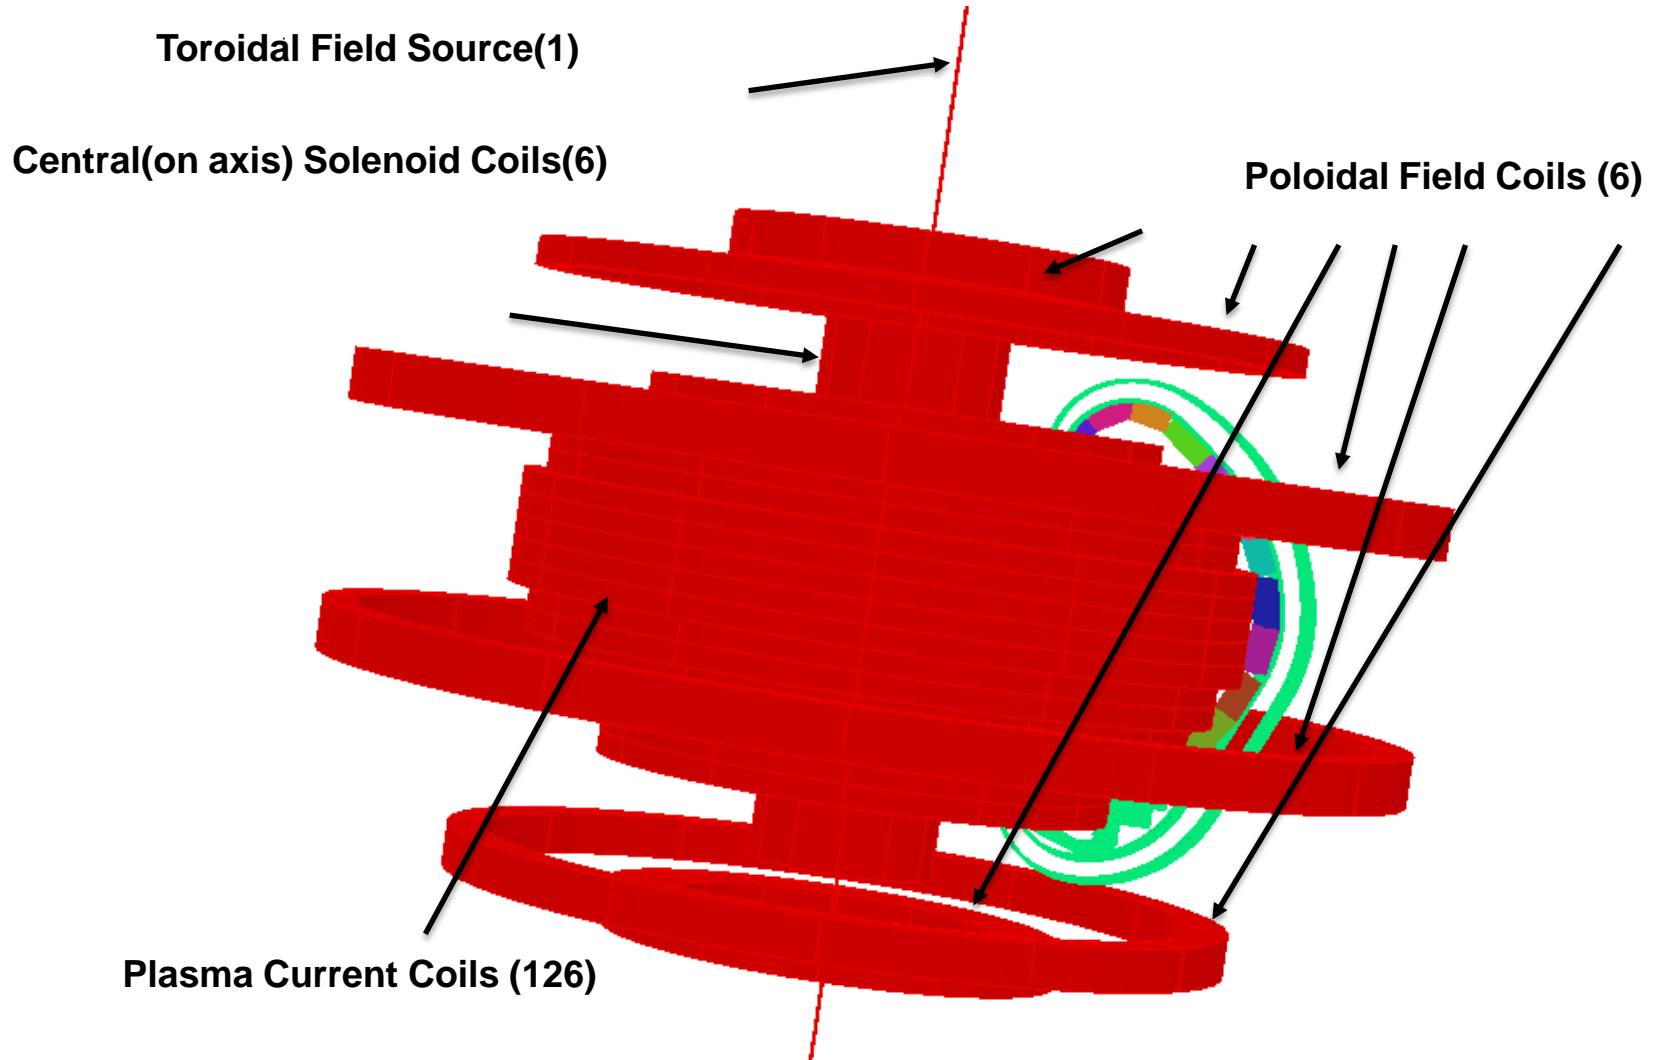 Toroidal Field Source(1)
Central(on axis) Solenoid Coils(6)
Poloidal Field Coils (6)
Plasma Current Coils (126)